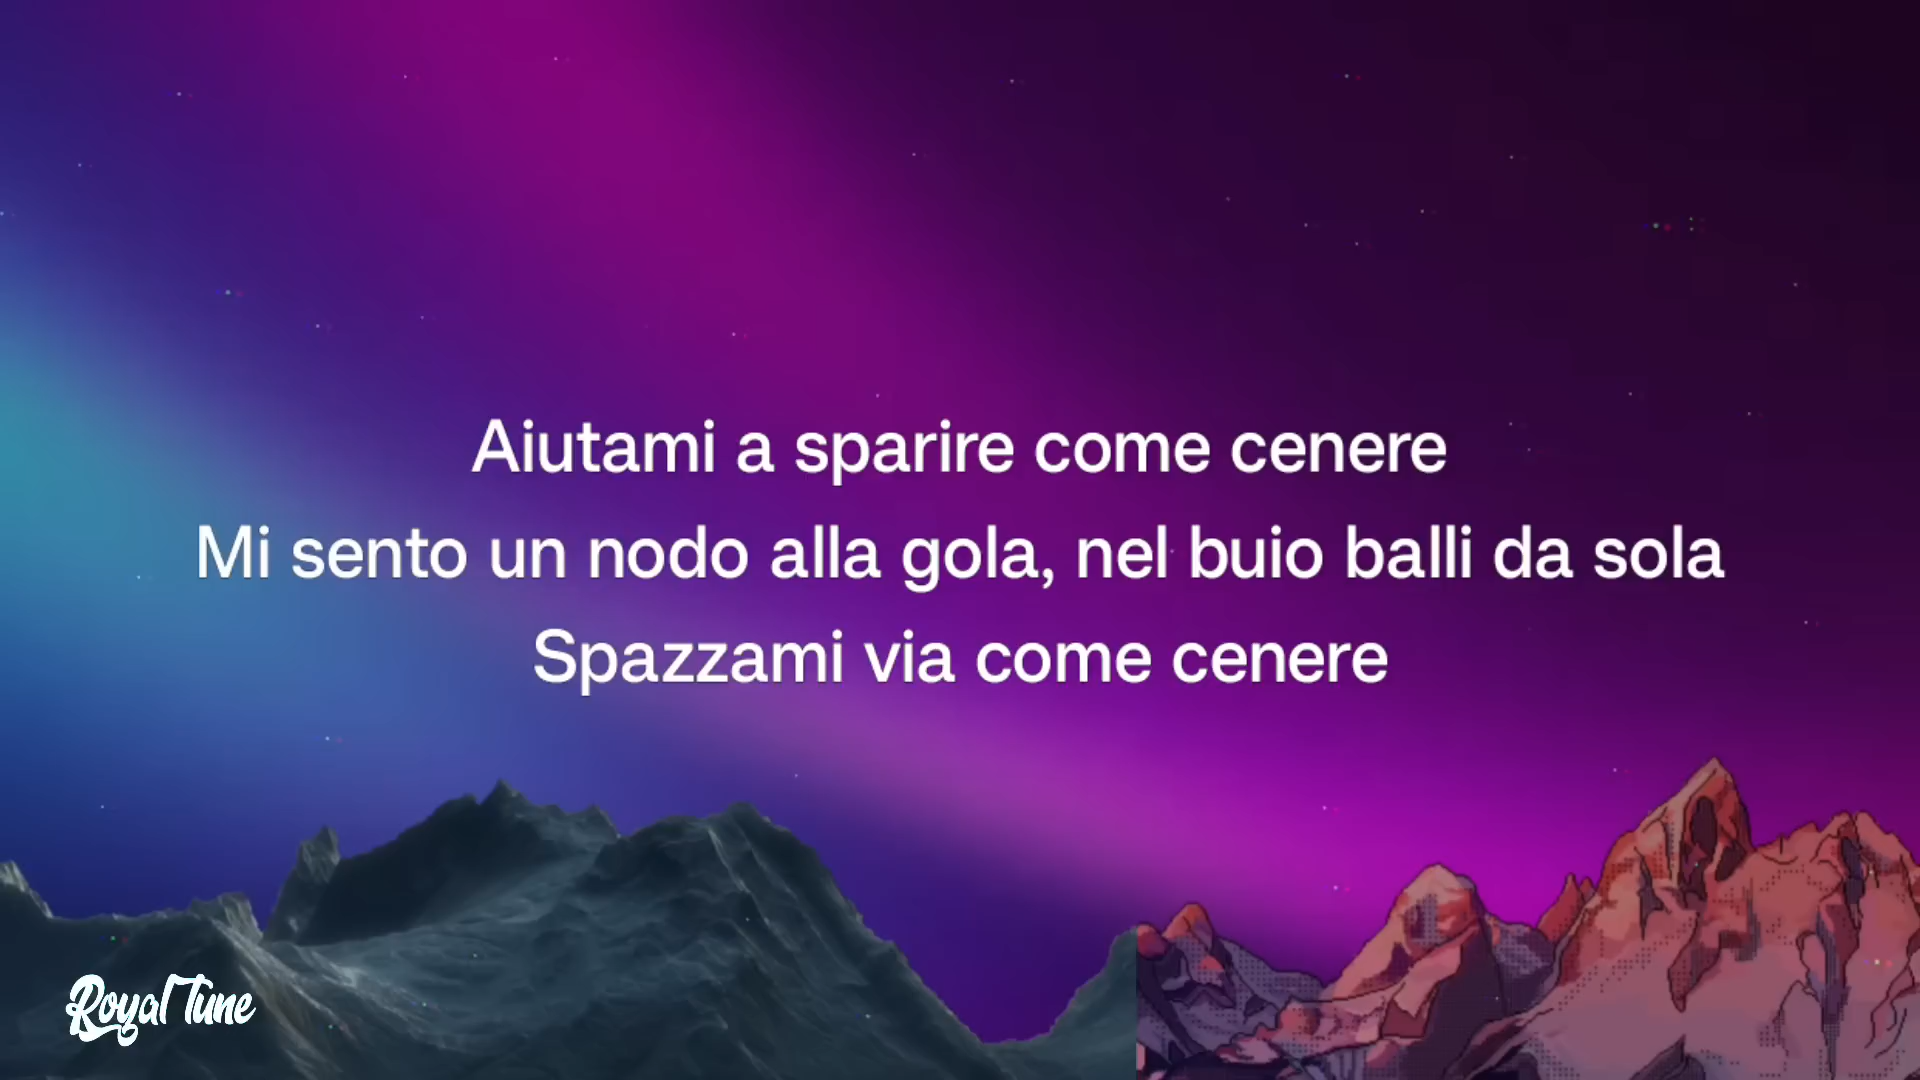 Aiutami a sparire come cenere
Mi sento un nodo alla gola, nel buio balli da sola
Spazzami via come cenere
Royal Tune